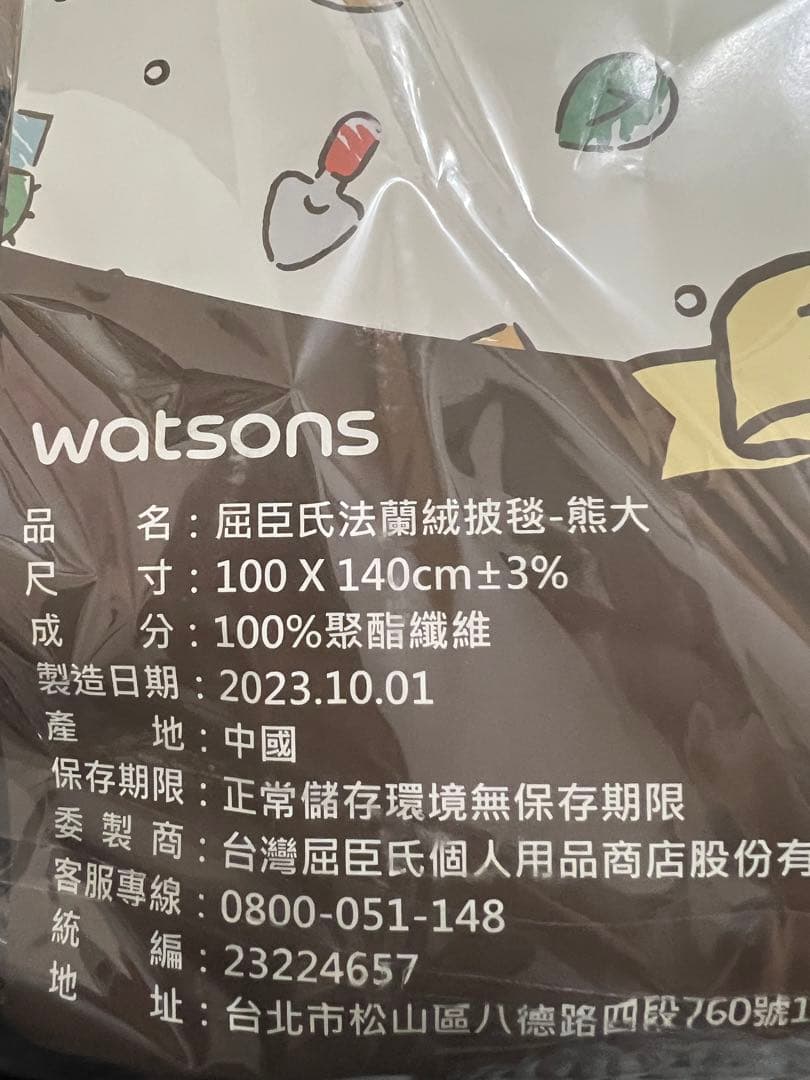 watsons
品名：屈臣氏法蘭絨披毯-熊大
尺寸：100 X 140cm±3%
成分：100%聚酯纖維
製造日期：2023.10.01
產地：中國
保存期限：正常儲存環境無保存期限
委製商：台灣屈臣氏個人用品商店股份有
客服專線：0800-051-148
統編：23224657
地址：台北市松山區八德路四段760號1